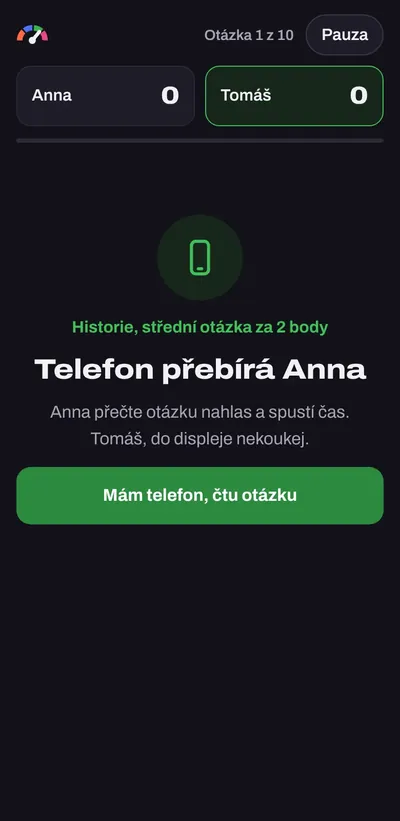 Otázka 1 z 10
Pauza
Anna 0
Tomáš 0
Historie, střední otázka za 2 body
Telefon přebírá Anna
Anna přečte otázku nahlas a spustí čas.
Tomáš, do displeje nekoukej.
Mám telefon, čtu otázku